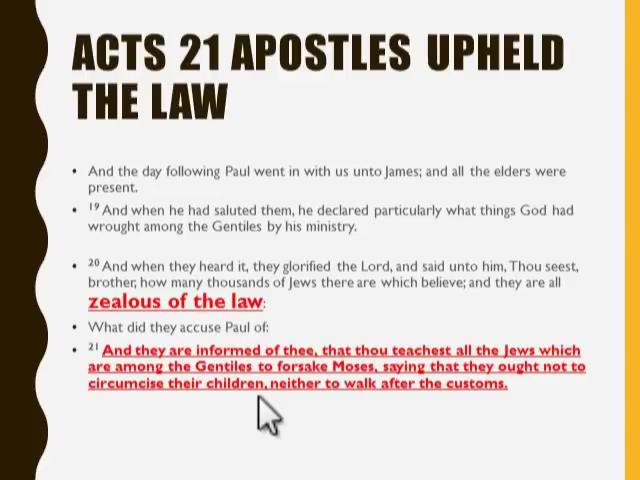 ACTS 21 APOSTLES UPHELD
THE LAW
• And the day following Paul went in with us unto James; and all the elders were
present.
• 19 And when he had saluted them, he declared particularly what things God had
wrought among the Gentiles by his ministry.
• 20 And when they heard it, they glorified the Lord, and said unto him, Thou seest,
brother, how many thousands of Jews there are which believe; and they are all
zealous of the law:
• What did they accuse Paul of:
• 21 And they are informed of thee, that thou teachest all the Jews which
are among the Gentiles to forsake Moses, saying that they ought not to
circumcise their children, neither to walk after the customs.